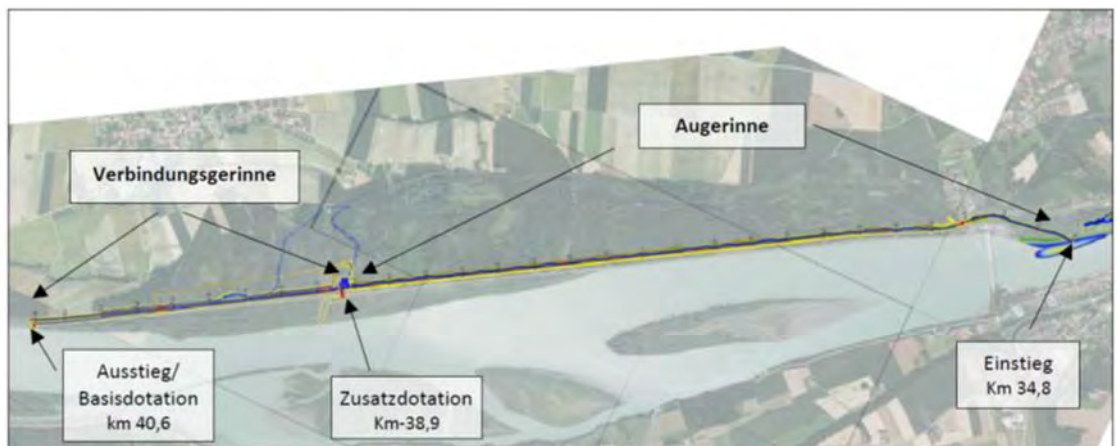 Augerinne
Verbindungsgerinne
Ausstieg/
Basisdotation
km 40,6
Zusatzdotation
Km-38,9
Einstieg
Km 34,8